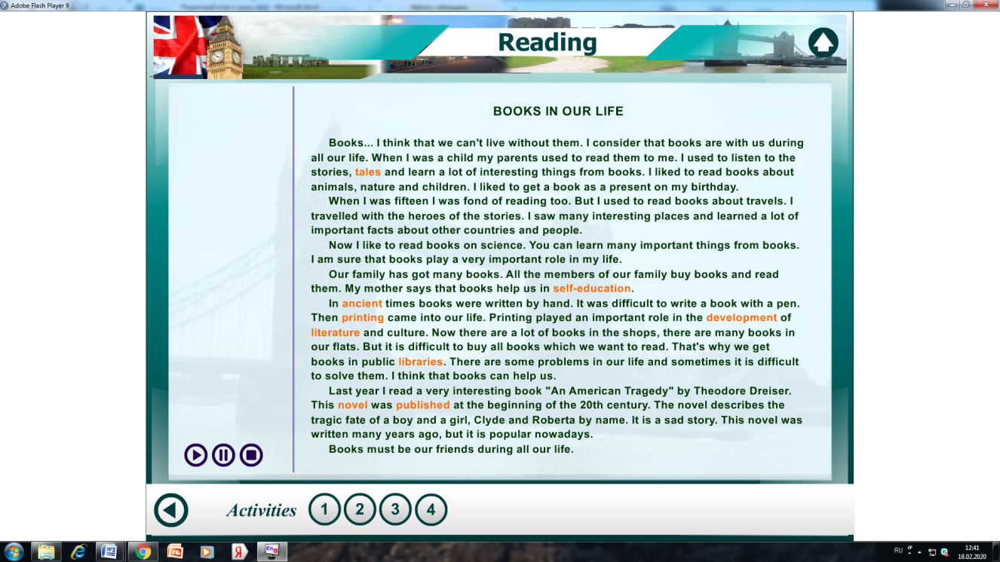 Adobe Flash Player 9
Reading
BOOKS IN OUR LIFE
Books... I think that we can't live without them. I consider that books are with us during
all our life. When I was a child my parents used to read them to me. I used to listen to the
stories, tales and learn a lot of interesting things from books. I liked to read books about
animals, nature and children. I liked to get a book as a present on my birthday.
When I was fifteen I was fond of reading too. But I used to read books about travels. I
travelled with the heroes of the stories. I saw many interesting places and learned a lot of
important facts about other countries and people.
Now I like to read books on science. You can learn many important things from books.
I am sure that books play a very important role in my life.
Our family has got many books. All the members of our family buy books and read
them. My mother says that books help us in self-education.
In ancient times books were written by hand. It was difficult to write a book with a pen.
Then printing came into our life. Printing played an important role in the development of
literature and culture. Now there are a lot of books in the shops, there are many books in
our flats. But it is difficult to buy all books which we want to read. That's why we get
books in public libraries. There are some problems in our life and sometimes it is difficult
to solve them. I think that books can help us.
Last year I read a very interesting book "An American Tragedy" by Theodore Dreiser.
This novel was published at the beginning of the 20th century. The novel describes the
tragic fate of a boy and a girl, Clyde and Roberta by name. It is a sad story. This novel was
written many years ago, but it is popular nowadays.
Books must be our friends during all our life.
Activities 1 2 3 4
RU
12:41
18.02.2020